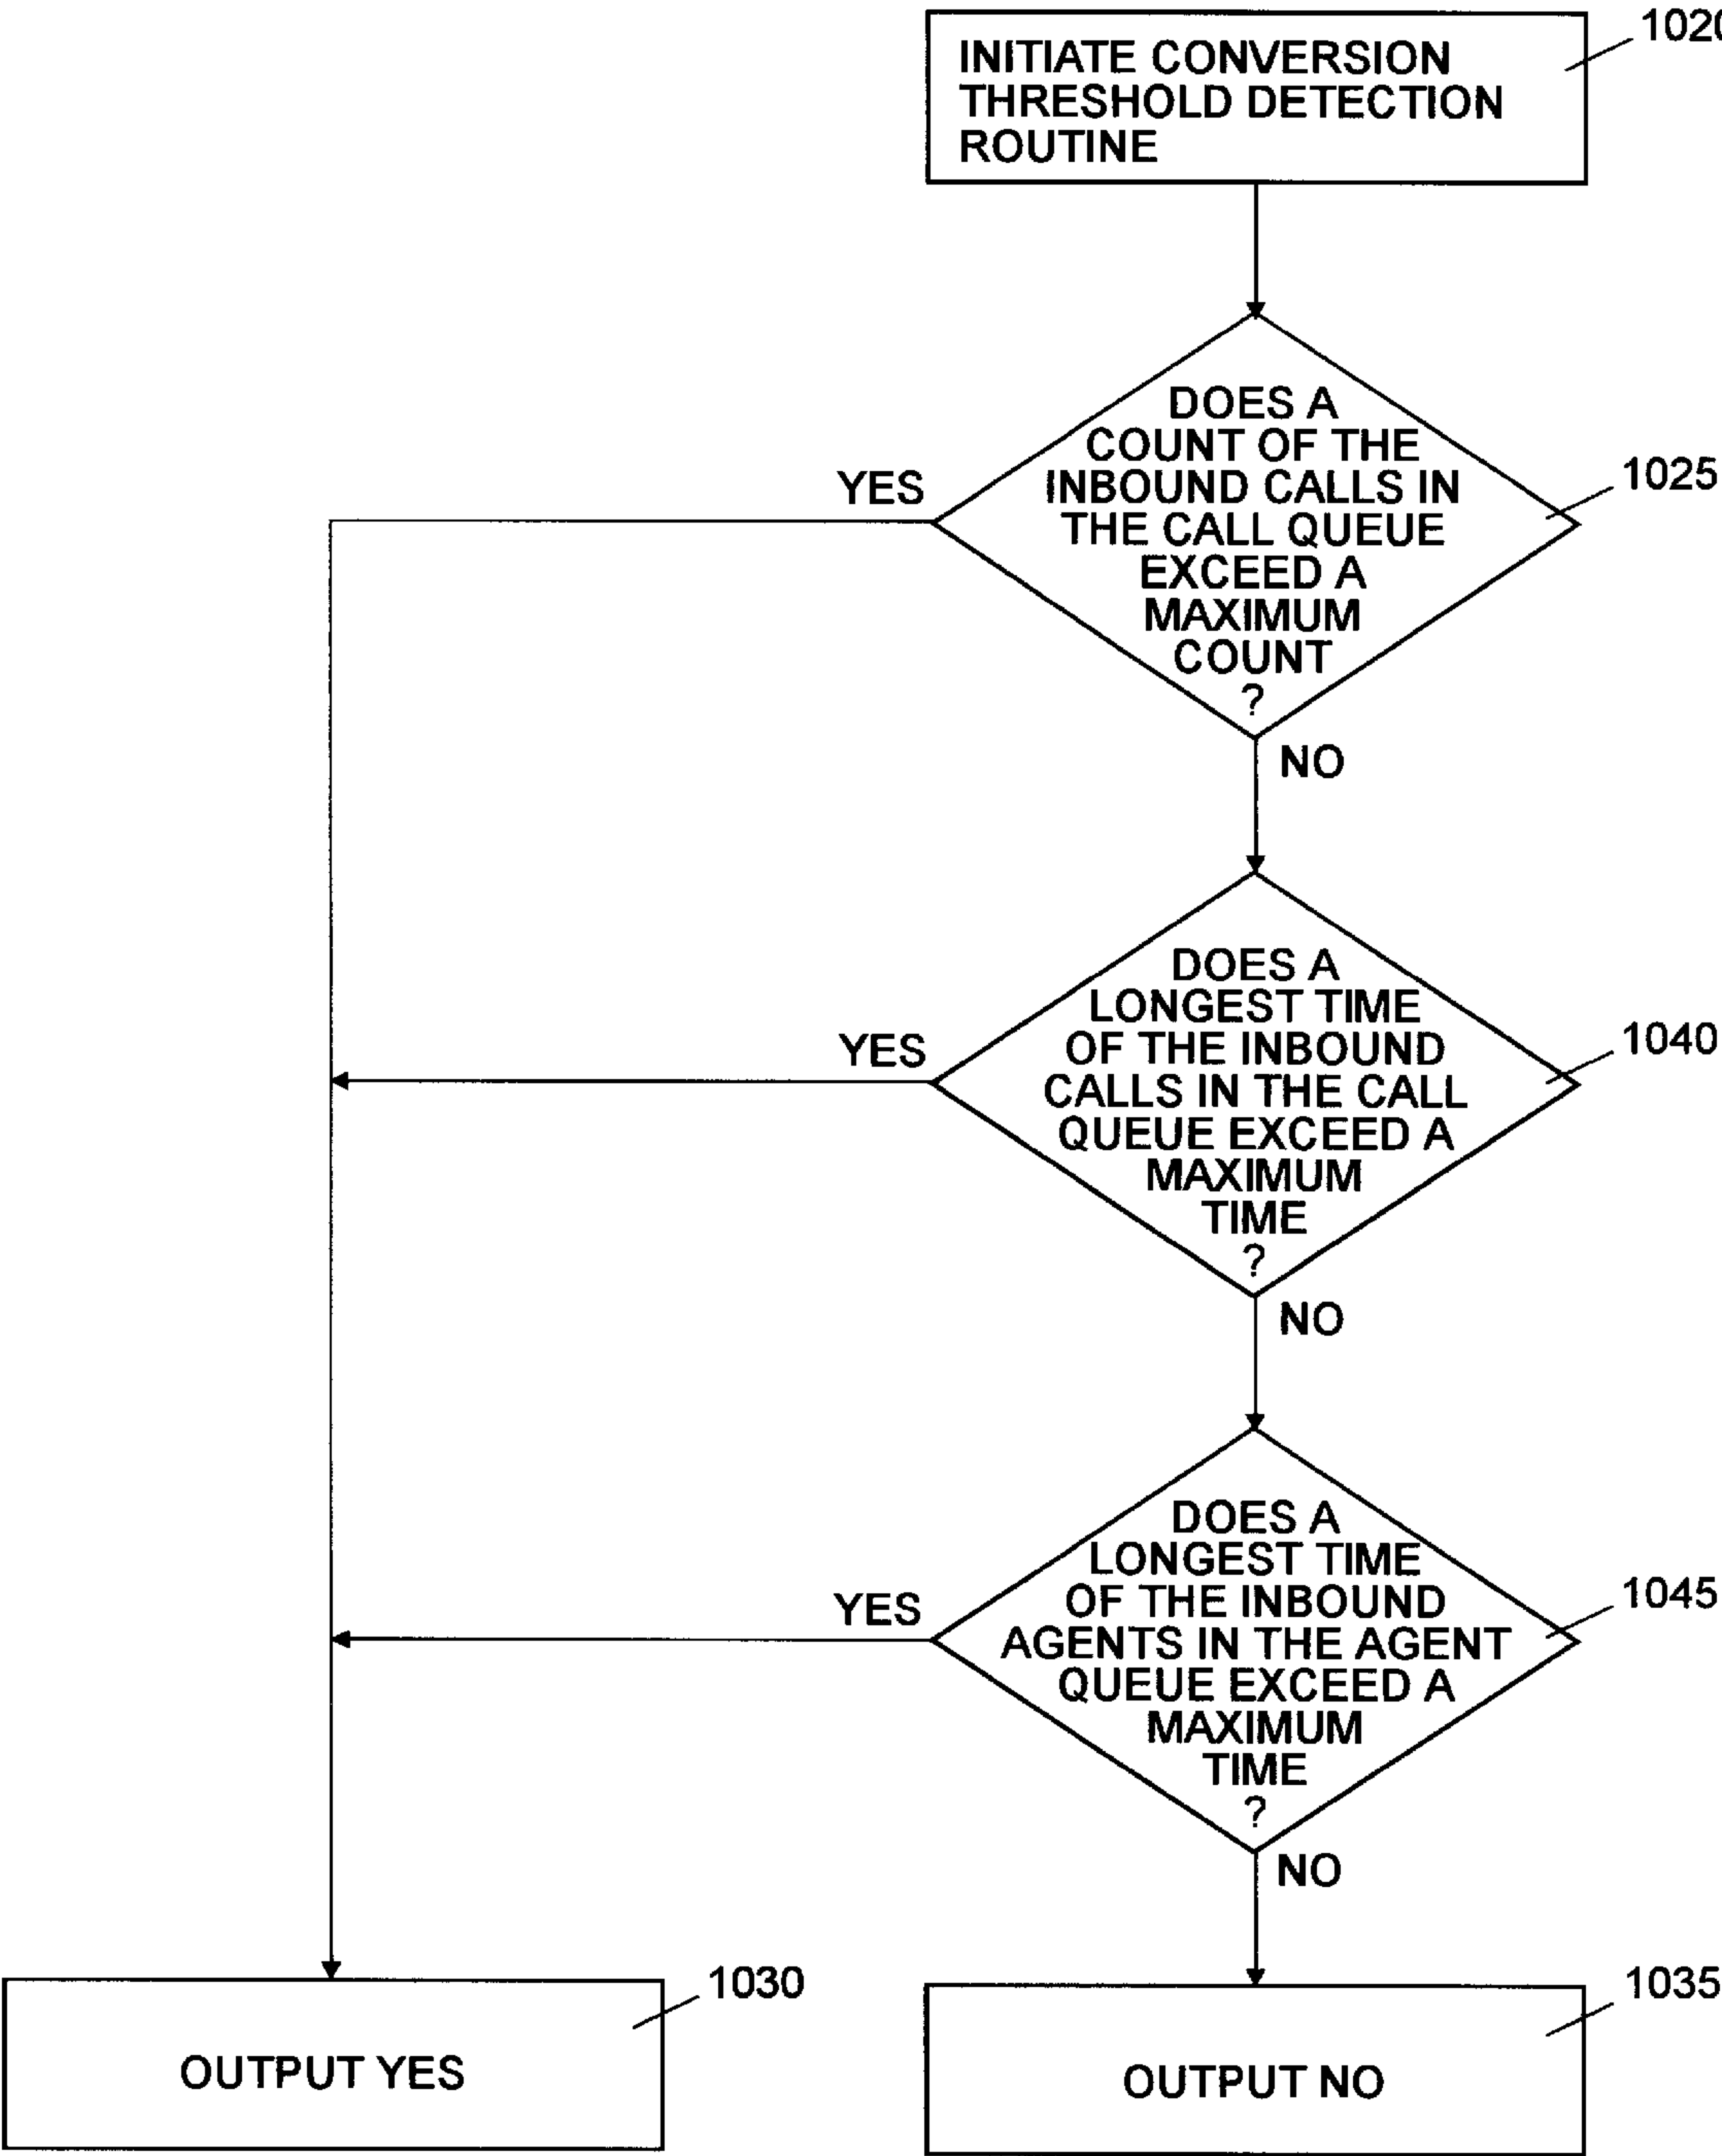 INITIATE CONVERSION
THRESHOLD DETECTION
ROUTINE
1020
DOES A
COUNT OF THE
INBOUND CALLS IN
THE CALL QUEUE
EXCEED A
MAXIMUM
COUNT
?
1025
YES
NO
DOES A
LONGEST TIME
OF THE INBOUND
CALLS IN THE CALL
QUEUE EXCEED A
MAXIMUM
TIME
?
1040
YES
NO
DOES A
LONGEST TIME
OF THE INBOUND
AGENTS IN THE AGENT
QUEUE EXCEED A
MAXIMUM
TIME
?
1045
YES
NO
OUTPUT YES
1030
OUTPUT NO
1035